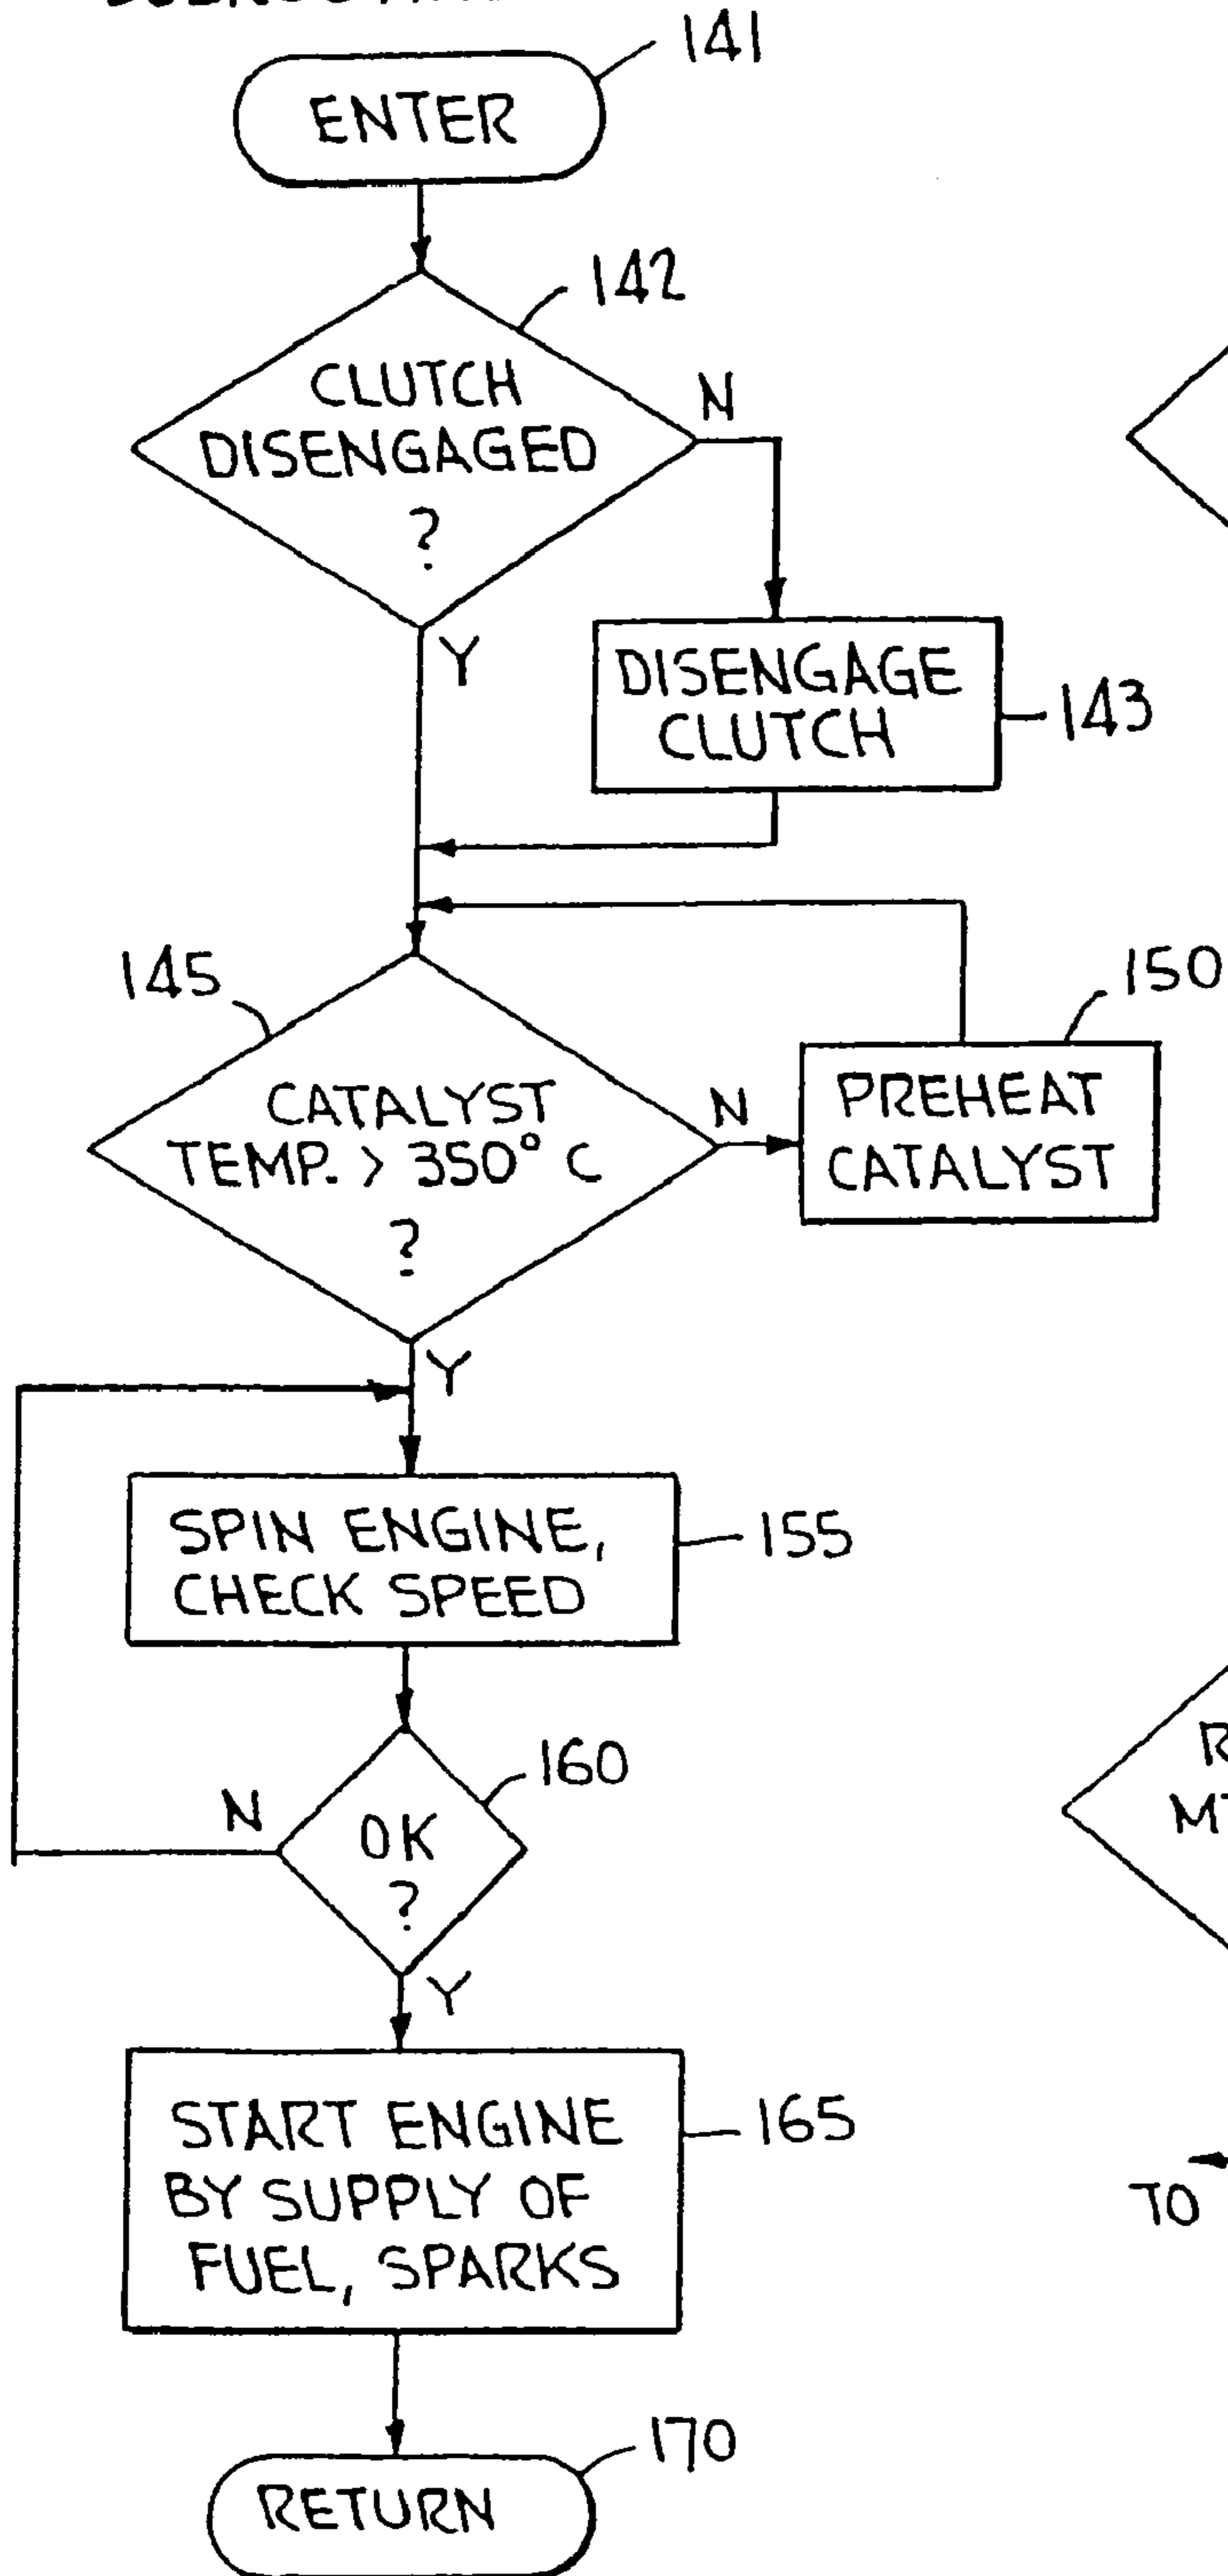 141
ENTER
142
CLUTCH
DISENGAGED
?
N
Y
DISENGAGE
CLUTCH
143
145
CATALYST
TEMP. > 350° C
?
N
150
PREHEAT
CATALYST
Y
SPIN ENGINE,
CHECK SPEED
155
160
OK
?
N
Y
START ENGINE
BY SUPPLY OF
FUEL, SPARKS
165
TO
170
RETURN